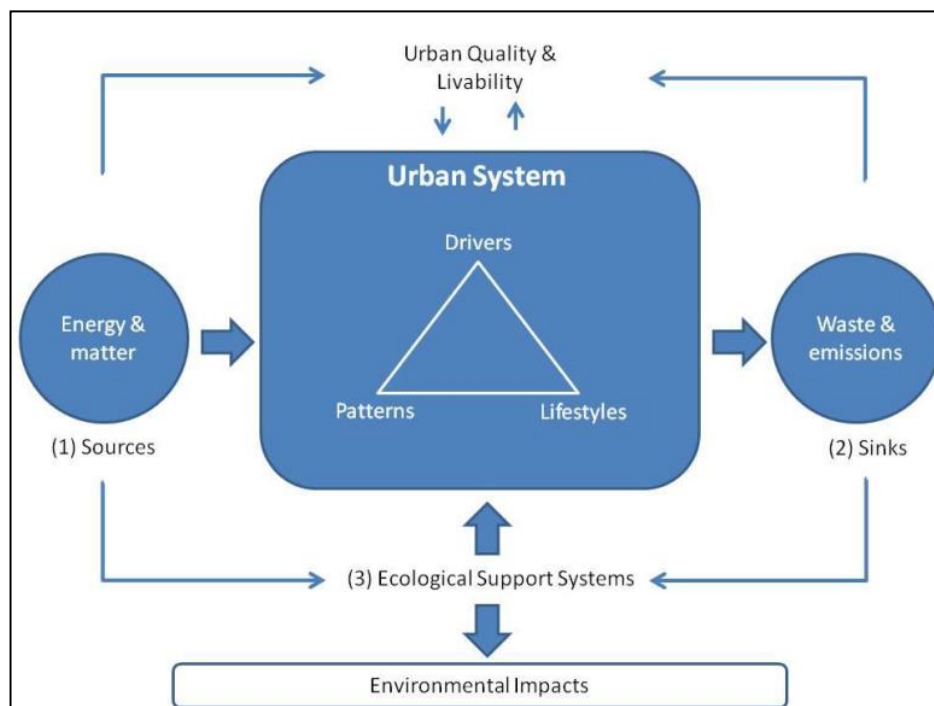 Urban Quality &
Livability
Urban System
Drivers
Energy &
matter
Waste &
emissions
Patterns
Lifestyles
(1) Sources
(2) Sinks
(3) Ecological Support Systems
Environmental Impacts